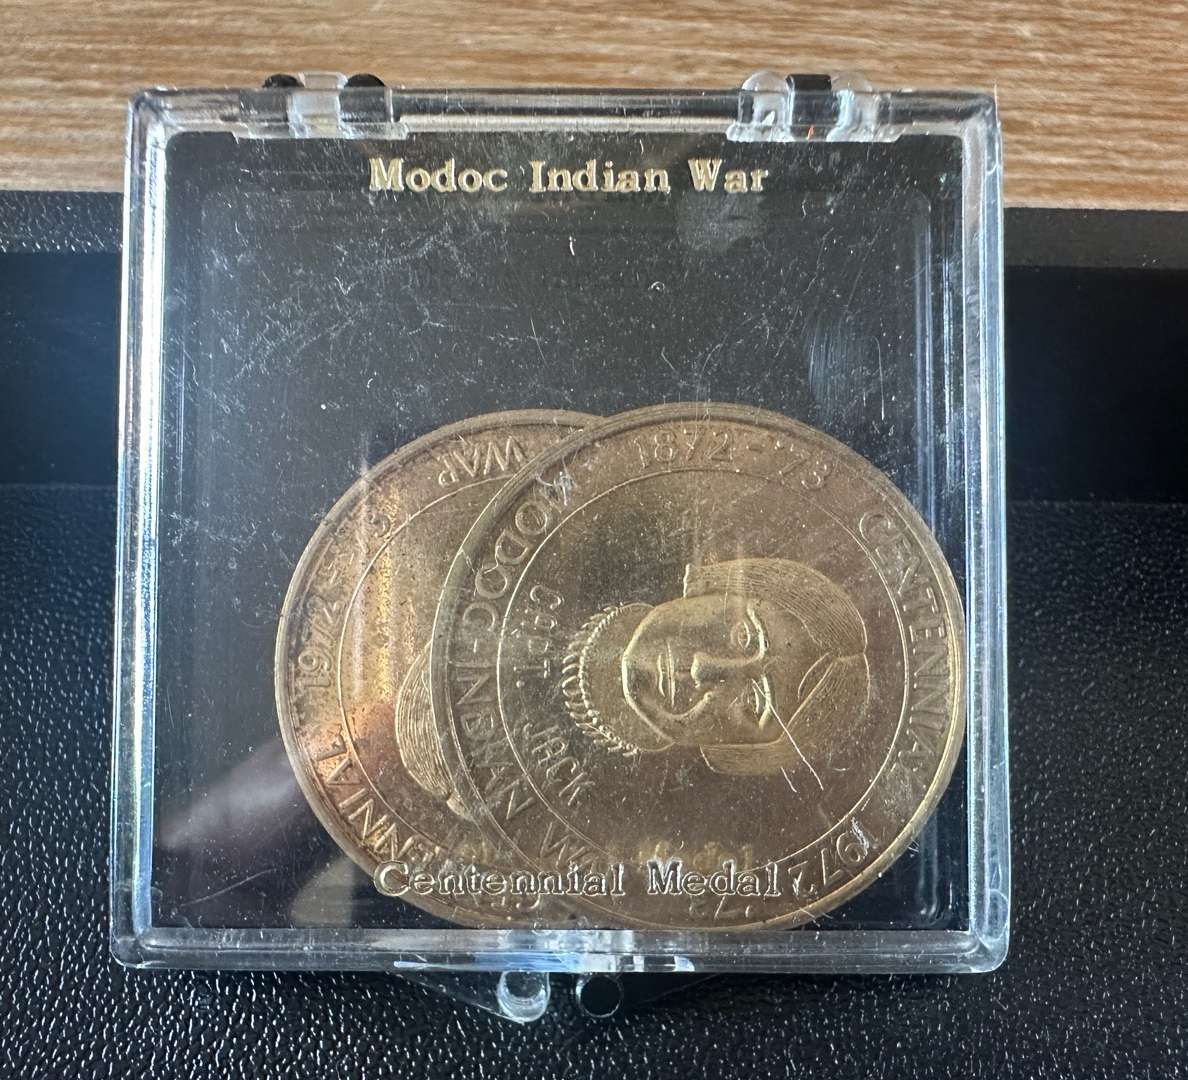 Modoc Indian War
1872-'73
CENTENNIAL
1972-'73
MODOC INDIAN WAR
CAPT. JACK
WAR
1972-'73
CENTENNIAL
Centennial Medal